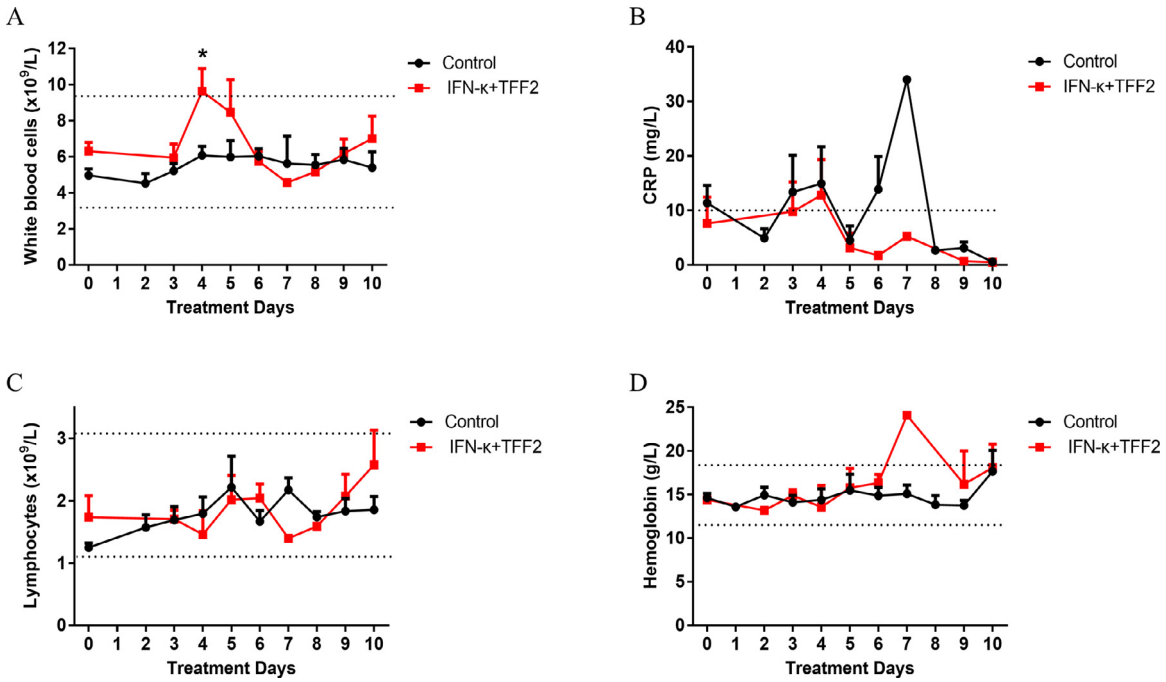 A
White blood cells (x10⁹/L)
12
10
8
6
4
2
0
*
0 1 2 3 4 5 6 7 8 9 10
Treatment Days
Control
IFN-κ+TFF2
B
CRP (mg/L)
40
30
20
10
0
0 1 2 3 4 5 6 7 8 9 10
Treatment Days
Control
IFN-κ+TFF2
C
Lymphocytes (x10⁹/L)
3
2
1
0
0 1 2 3 4 5 6 7 8 9 10
Treatment Days
Control
IFN-κ+TFF2
D
Hemoglobin (g/L)
25
20
15
10
5
0
0 1 2 3 4 5 6 7 8 9 10
Treatment Days
Control
IFN-κ+TFF2